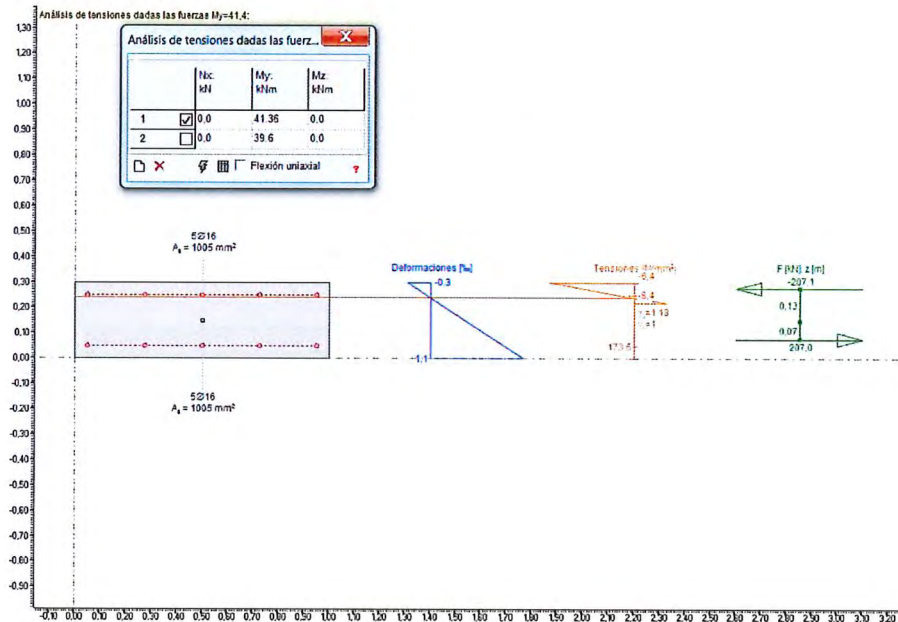 Análisis de tensiones dadas las fuerzas My=41,4:
Análisis de tensiones dadas las fuerz...
Nx: My: Mz:
kN kNm kNm
1 0,0 41.36 0,0
2 0,0 39.6 0,0
Flexión uniaxial ?
5∅16
Aₛ = 1005 mm²
Deformaciones [‰]
-0.3
1,1
Tensiones
-6,4
-5,4
=1
173,5
F [kN] z [m]
-207,1
0,13
0,07
207,0
5∅16
Aₛ = 1005 mm²
1,30
1,20
1,10
1,00
0,90
0,80
0,70
0,60
0,50
0,40
0,30
0,20
0,10
0,00
-0,10
-0,20
-0,30
-0,40
-0,50
-0,60
-0,70
-0,80
-0,90
-0,10 0,00 0,10 0,20 0,30 0,40 0,50 0,60 0,70 0,80 0,90 1,00 1,10 1,20 1,30 1,40 1,50 1,60 1,70 1,80 1,90 2,00 2,10 2,20 2,30 2,40 2,50 2,60 2,70 2,80 2,90 3,00 3,10 3,20